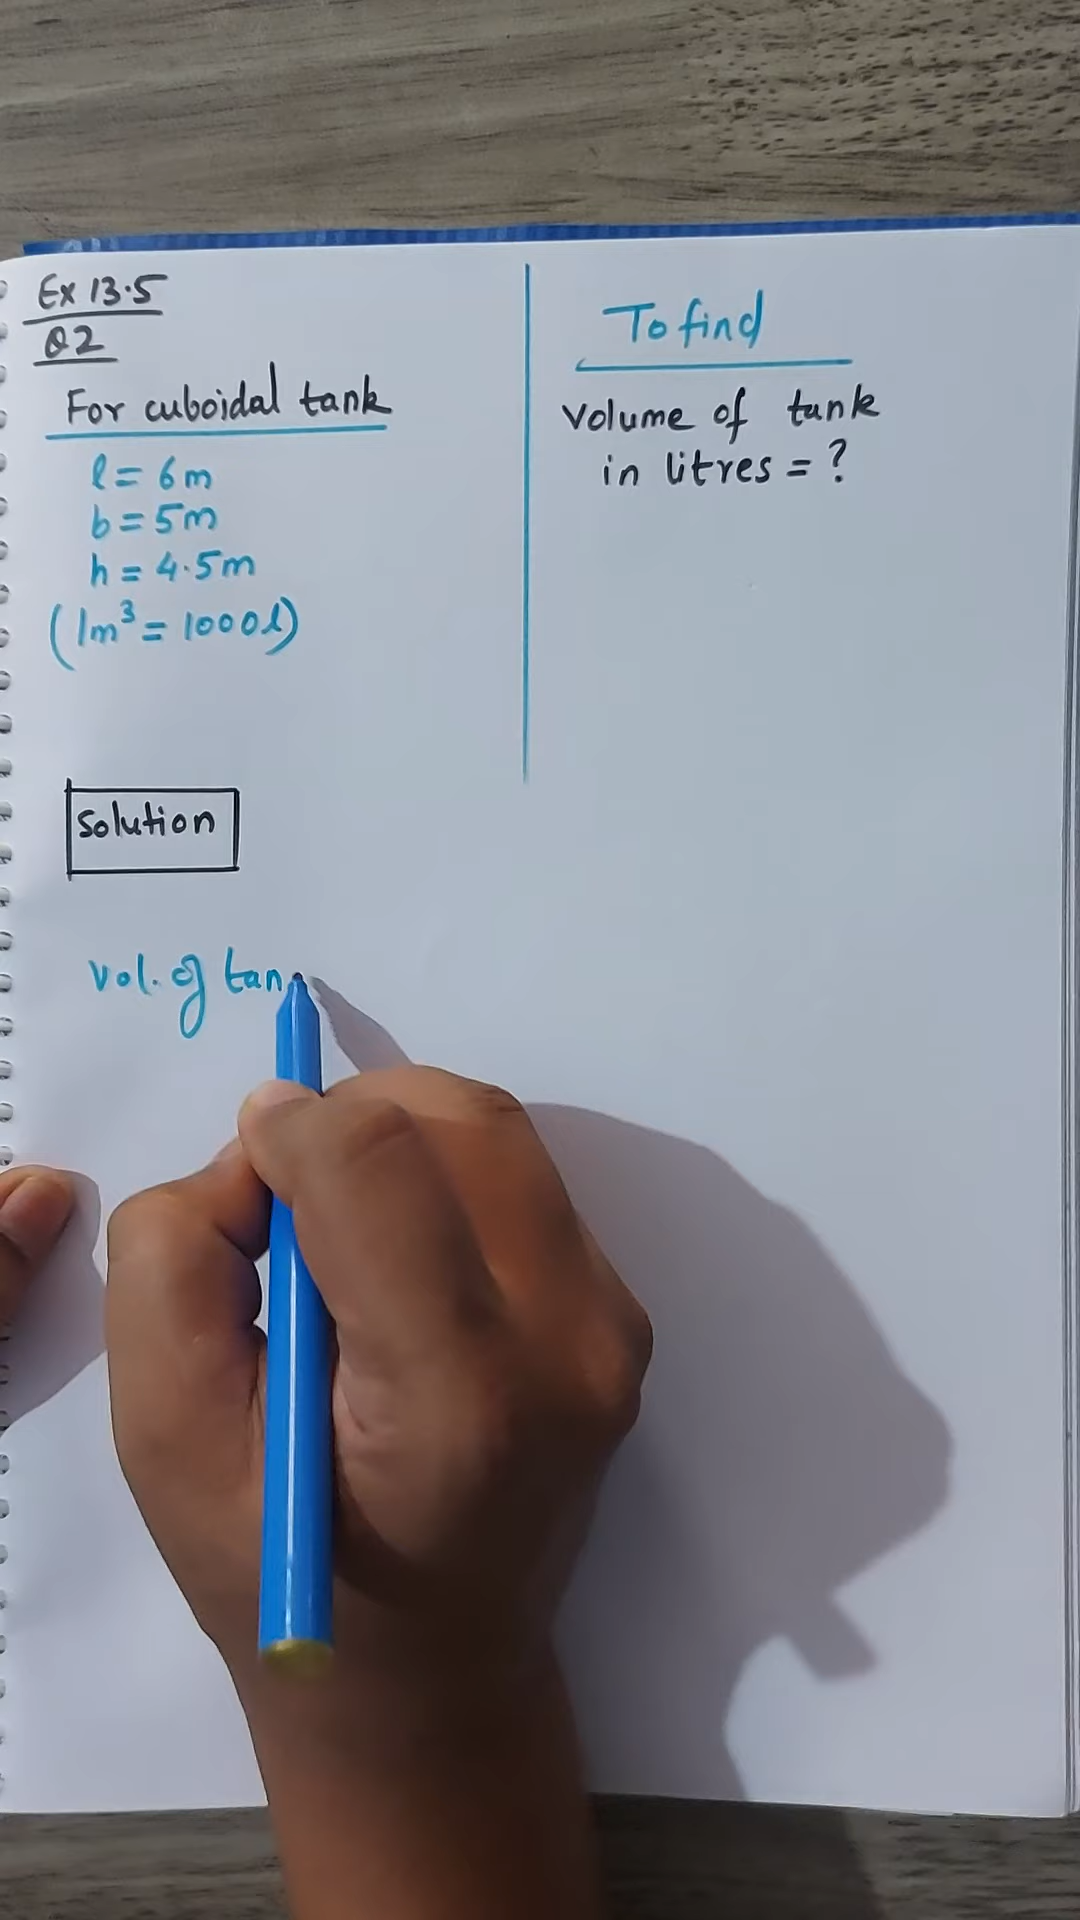 Ex 13.5
Q2
For cuboidal tank
l = 6m
b = 5m
h = 4.5m
(1m³ = 1000l)
To find
Volume of tank
in litres = ?
Solution
Vol. of tan